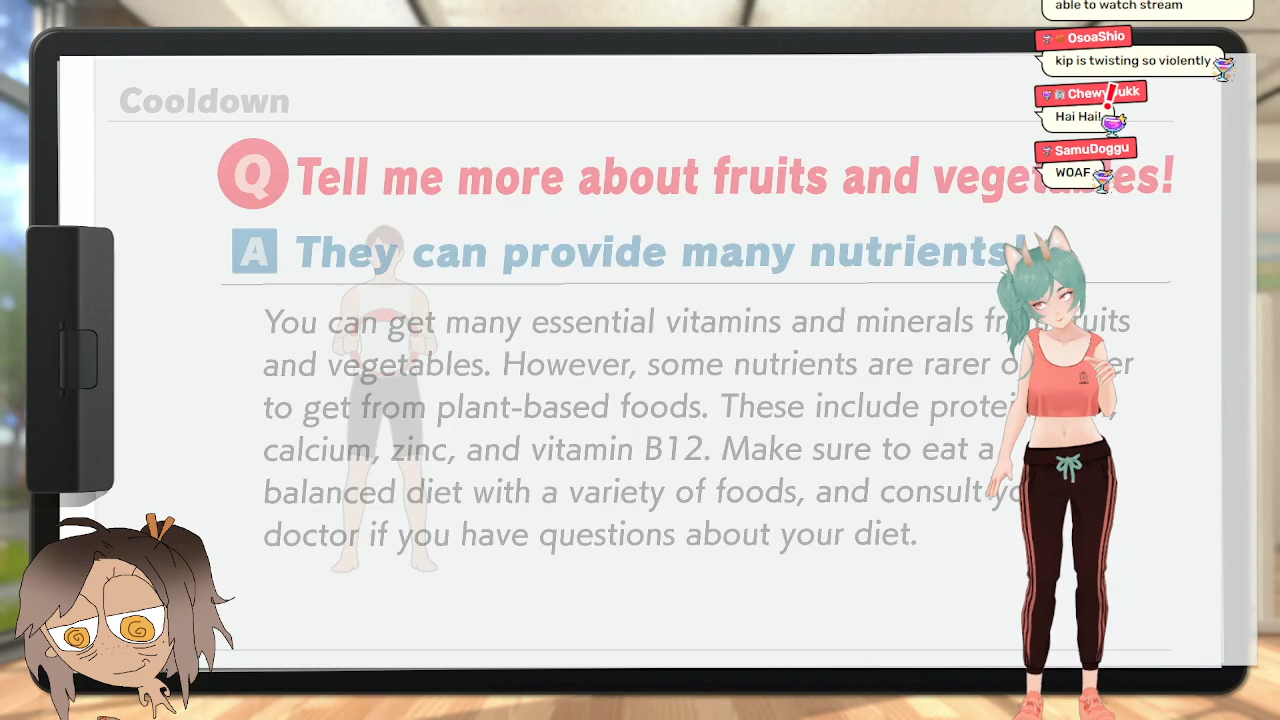 able to watch stream
OsoaShio
kip is twisting so violently
Hai Hai!
SamuDoggu
WOAF
Cooldown
Q Tell me more about fruits and
A They can provide many nutrients
You can get many essential vitamins and minerals
and vegetables. However, some nutrients are rarer
to get from plant-based foods. These include
calcium, zinc, and vitamin B12. Make sure to eat a
balanced diet with a variety of foods, and consult
doctor if you have questions about your diet.